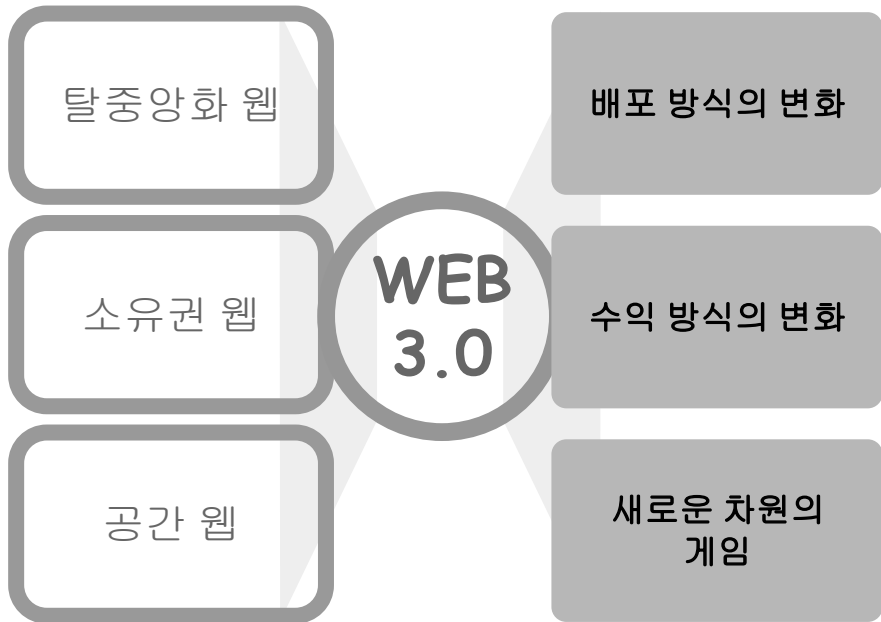 탈중앙화 웹
소유권 웹
공간 웹
WEB
3.0
배포 방식의 변화
수익 방식의 변화
새로운 차원의
게임